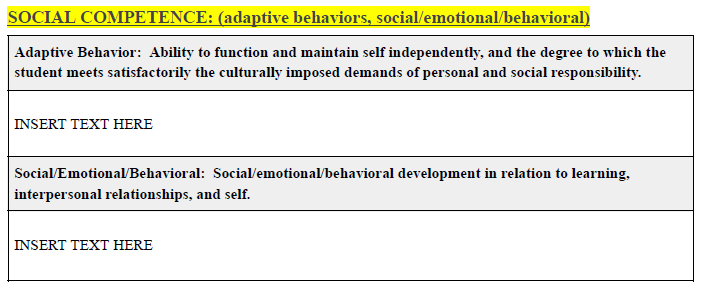 SOCIAL COMPETENCE: (adaptive behaviors, social/emotional/behavioral)
Adaptive Behavior:  Ability to function and maintain self independently, and the degree to which the
student meets satisfactorily the culturally imposed demands of personal and social responsibility.
INSERT TEXT HERE
Social/Emotional/Behavioral:  Social/emotional/behavioral development in relation to learning,
interpersonal relationships, and self.
INSERT TEXT HERE